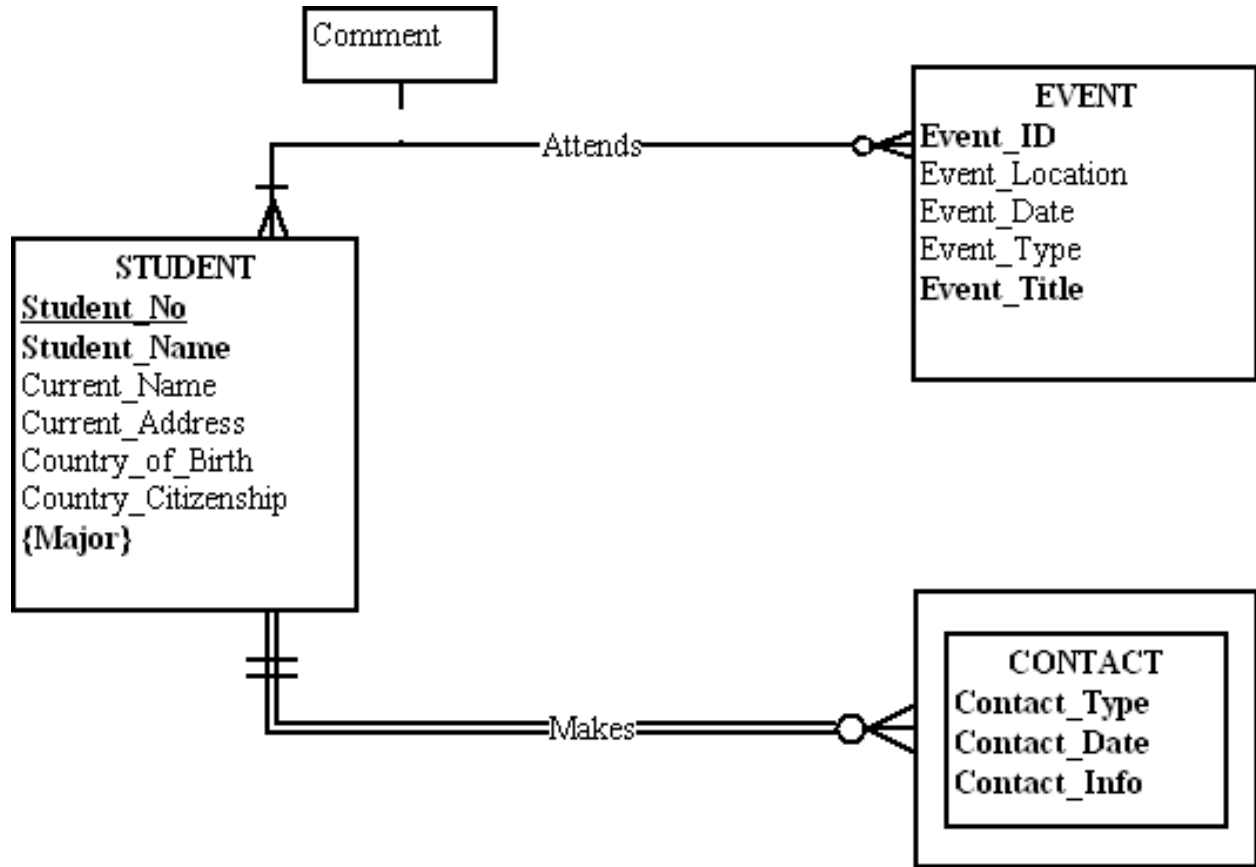 Comment
Attends
EVENT
Event_ID
Event_Location
Event_Date
Event_Type
Event_Title
STUDENT
Student_No
Student_Name
Current_Name
Current_Address
Country_of_Birth
Country_Citizenship
{Major}
Makes
CONTACT
Contact_Type
Contact_Date
Contact_Info